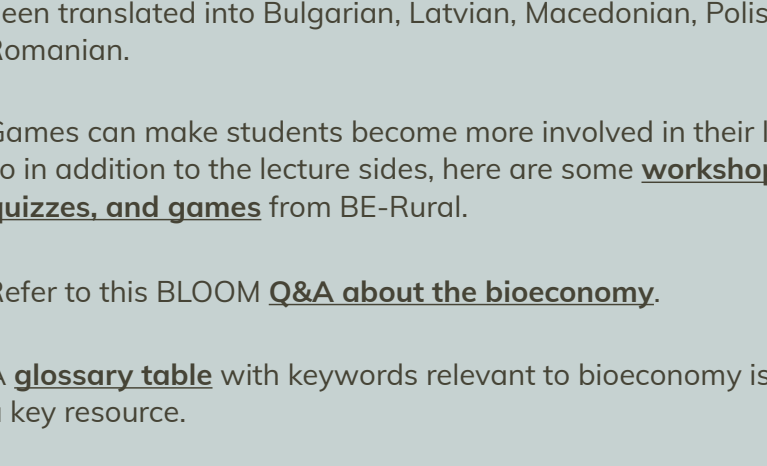 een translated into Bulgarian, Latvian, Macedonian, Polis
Romanian.
Games can make students become more involved in their l
o in addition to the lecture sides, here are some workshop
quizzes, and games from BE-Rural.
Refer to this BLOOM Q&A about the bioeconomy.
A glossary table with keywords relevant to bioeconomy is
a key resource.